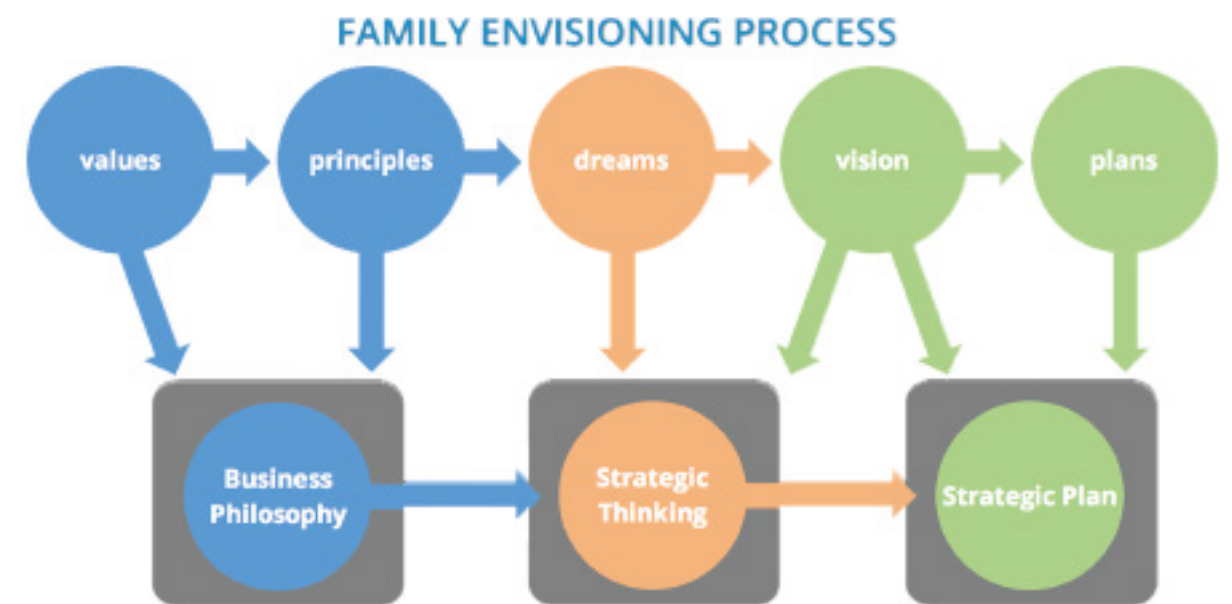 FAMILY ENVISIONING PROCESS
values
principles
dreams
vision
plans
Business
Philosophy
Strategic
Thinking
Strategic Plan